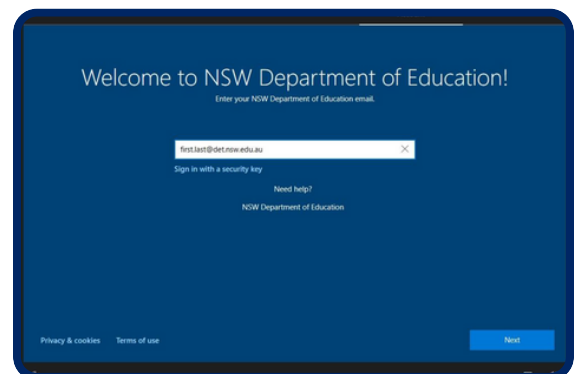 Welcome to NSW Department of Education!
Enter your NSW Department of Education email.
first.last@det.nsw.edu.au
Sign in with a security key
Need help?
NSW Department of Education
Privacy & cookies Terms of use Next